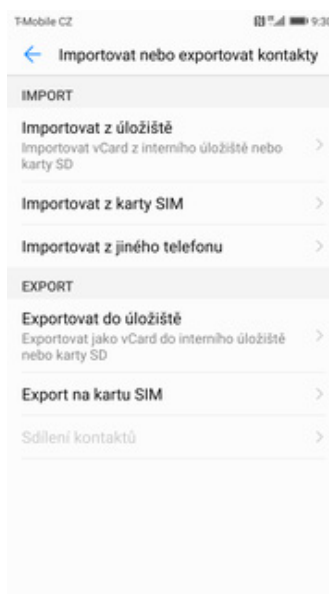 T-Mobile CZ 9:30
Importovat nebo exportovat kontakty
IMPORT
Importovat z úložiště
Importovat vCard z interního úložiště nebo
karty SD
Importovat z karty SIM
Importovat z jiného telefonu
EXPORT
Exportovat do úložiště
Exportovat jako vCard do interního úložiště
nebo karty SD
Export na kartu SIM
Sdílení kontaktů